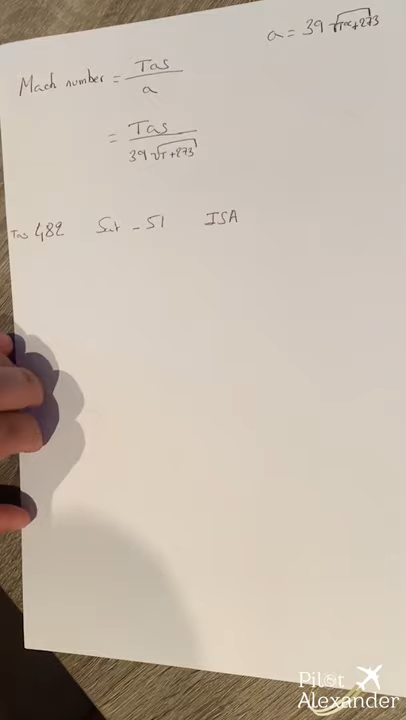 a = 39 √T°C+273
Mach number = Tas / a
= Tas / 39 √T+273
Tas 482 Sat - 51 ISA
Pilot
Alexander